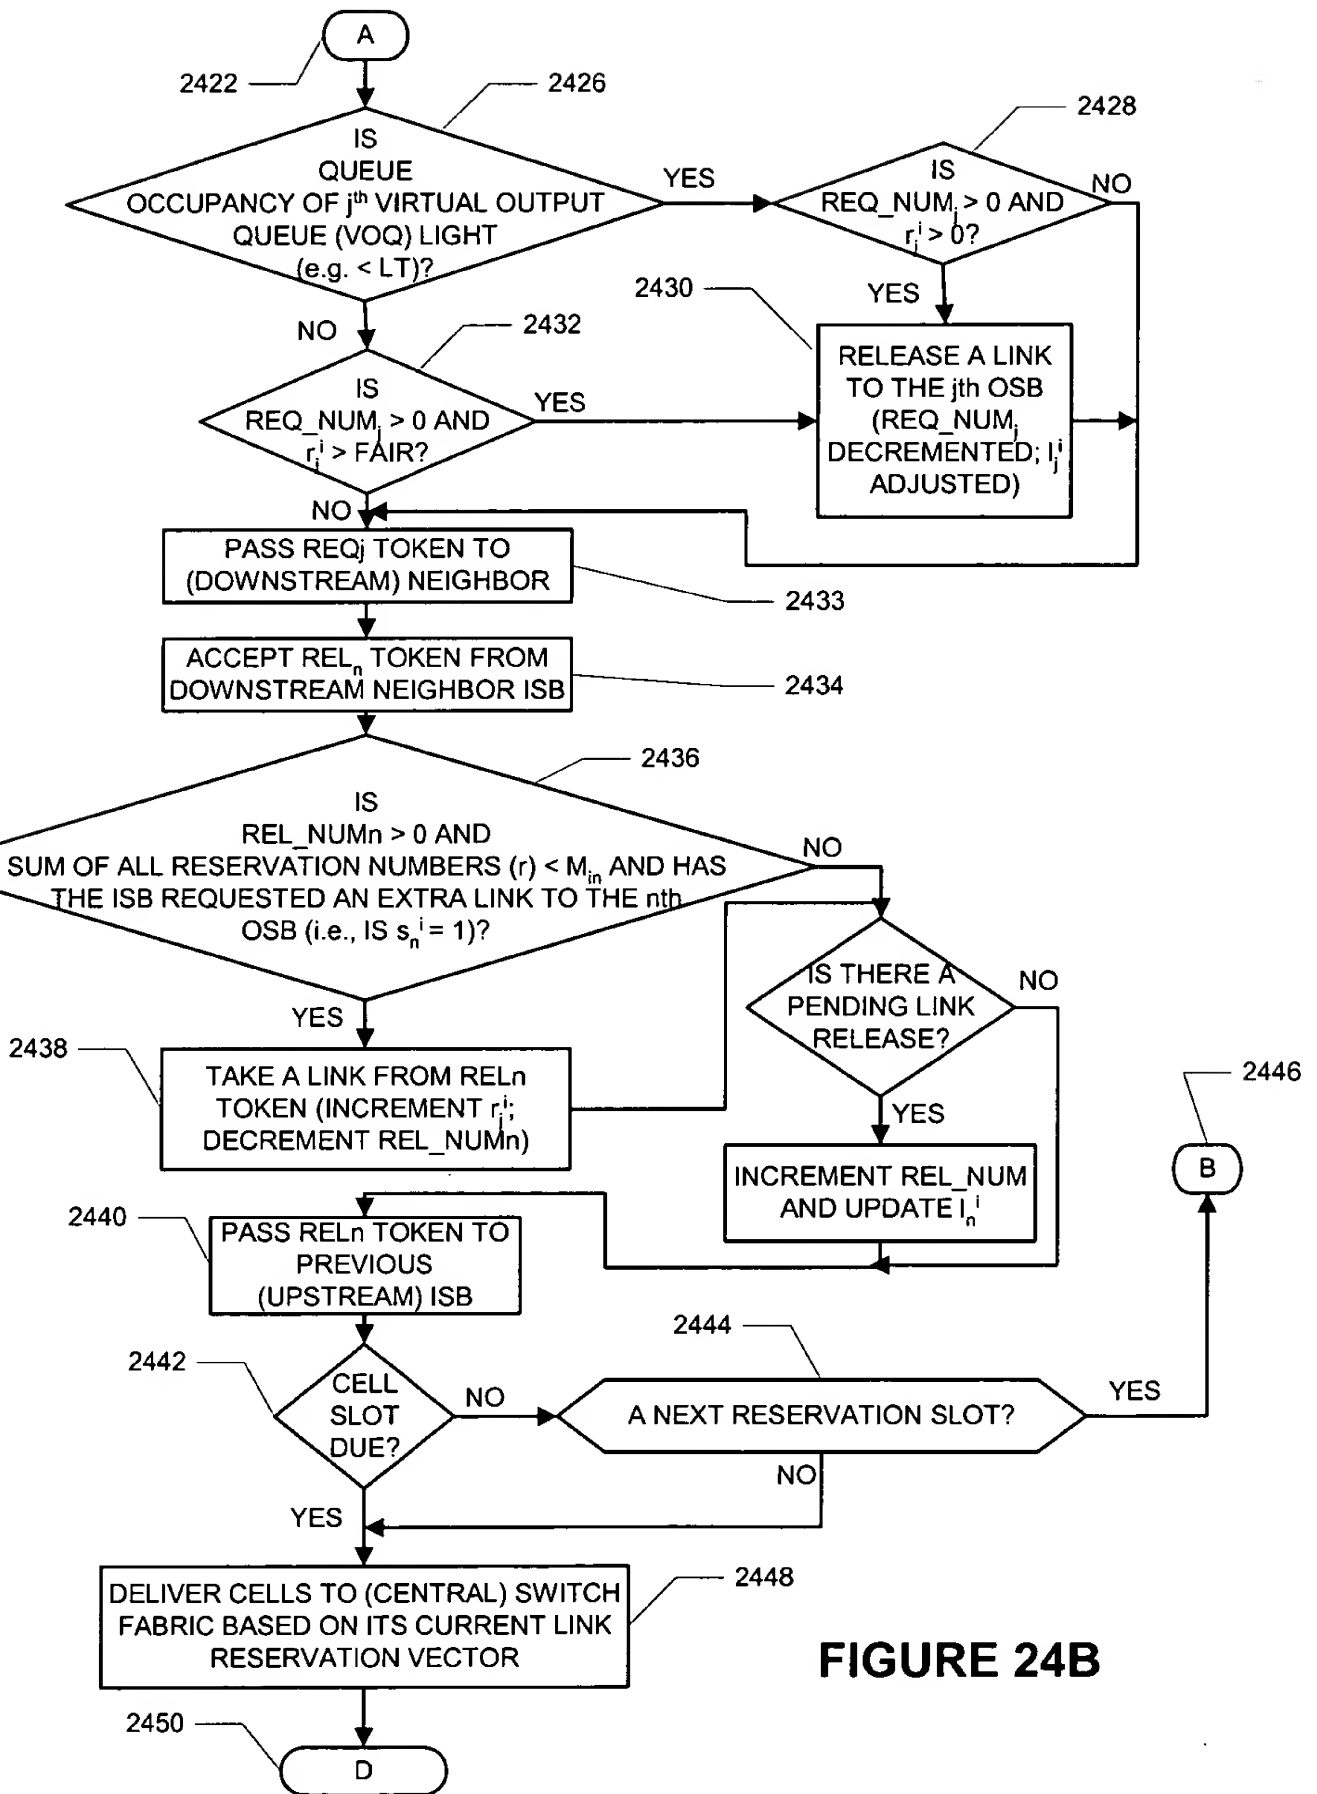 A
2422
2426
2428
IS
QUEUE
OCCUPANCY OF jth VIRTUAL OUTPUT
QUEUE (VOQ) LIGHT
(e.g. < LT)?
YES
IS
REQ_NUMj > 0 AND
rji > 0?
NO
2430
YES
NO
2432
IS
REQ_NUMj > 0 AND
rji > FAIR?
YES
RELEASE A LINK
TO THE jth OSB
(REQ_NUMj
DECREMENTED; Iji
ADJUSTED)
NO
PASS REQj TOKEN TO
(DOWNSTREAM) NEIGHBOR
2433
ACCEPT RELn TOKEN FROM
DOWNSTREAM NEIGHBOR ISB
2434
2436
IS
REL_NUMn > 0 AND
SUM OF ALL RESERVATION NUMBERS (r) < Min AND HAS
THE ISB REQUESTED AN EXTRA LINK TO THE nth
OSB (i.e., IS sni = 1)?
NO
YES
IS THERE A
PENDING LINK
RELEASE?
NO
2438
TAKE A LINK FROM RELn
TOKEN (INCREMENT rji;
DECREMENT REL_NUMn)
YES
INCREMENT REL_NUM
AND UPDATE Ini
2446
B
2440
PASS RELn TOKEN TO
PREVIOUS
(UPSTREAM) ISB
2442
CELL
SLOT
DUE?
NO
2444
A NEXT RESERVATION SLOT?
YES
NO
YES
DELIVER CELLS TO (CENTRAL) SWITCH
FABRIC BASED ON ITS CURRENT LINK
RESERVATION VECTOR
2448
FIGURE 24B
2450
D